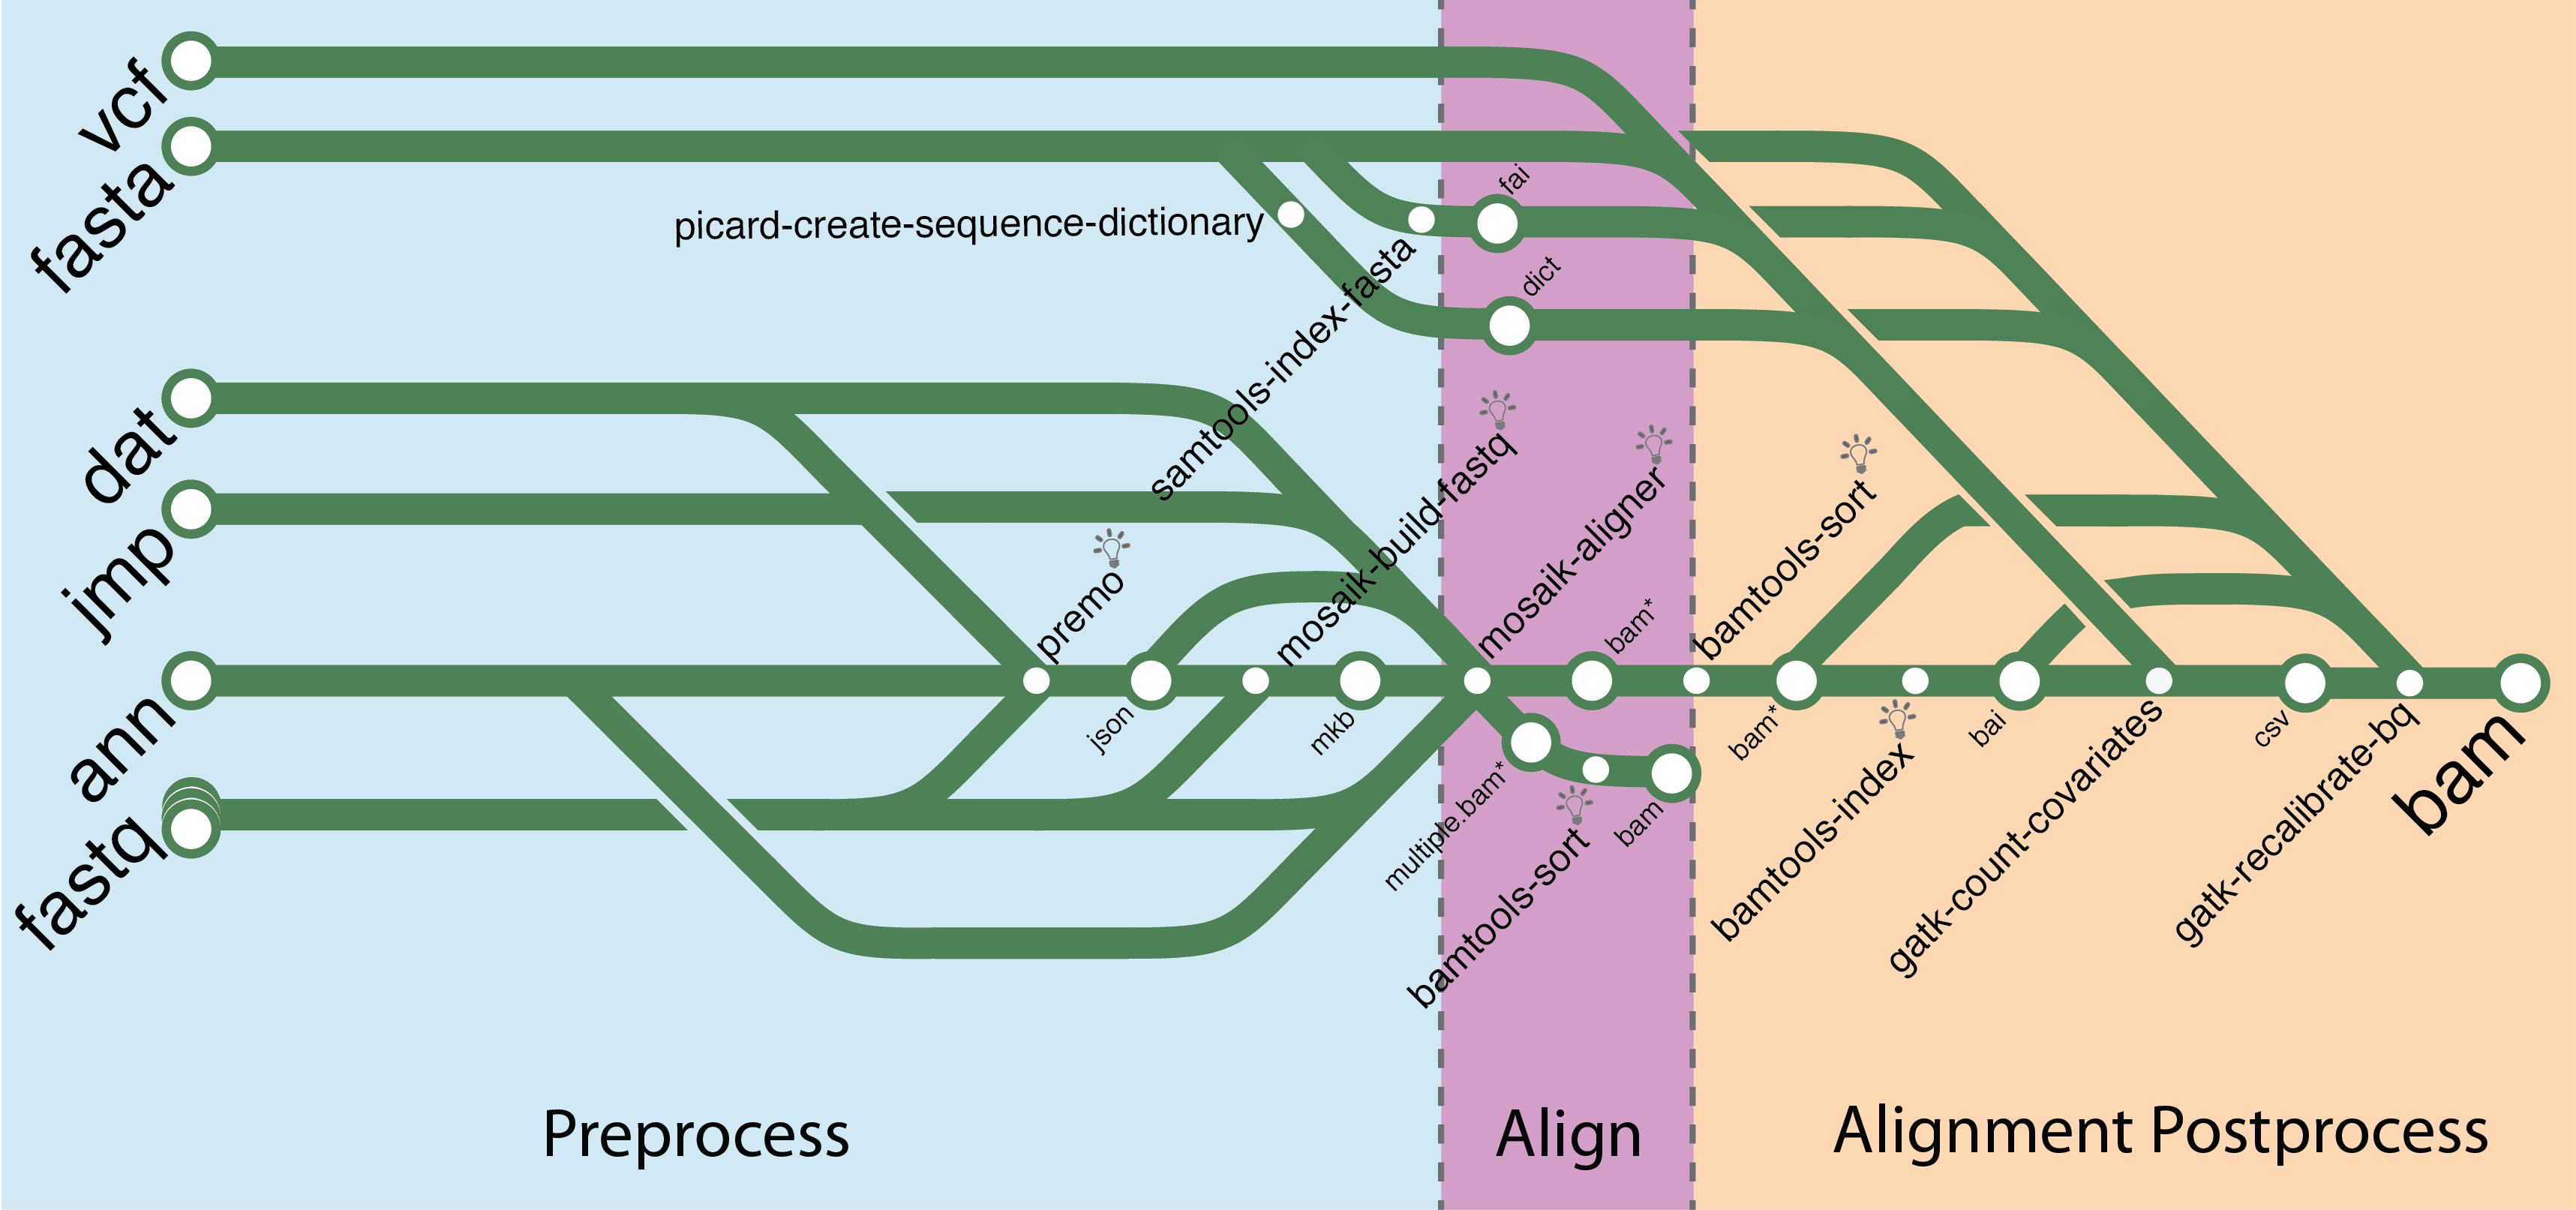 vcf
fasta
dat
jmp
ann
fastq
picard-create-sequence-dictionary
samtools-index-fasta
fai
dict
premo
json
mosaik-build-fastq
mkb
mosaik-aligner
bam*
multiple.bam*
bamtools-sort
bam
bamtools-sort
bam*
bamtools-index
bai
gatk-count-covariates
csv
gatk-recalibrate-bq
bam
Preprocess
Align
Alignment Postprocess